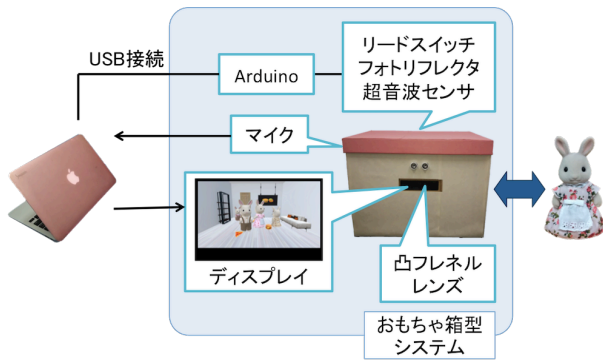 USB接続
Arduino
リードスイッチ
フォトリフレクタ
超音波センサ
マイク
ディスプレイ
凸フレネル
レンズ
おもちゃ箱型
システム